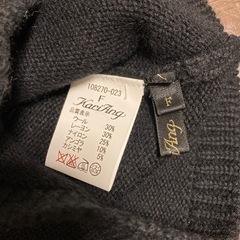 108270-023
F
KariAng
品質表示
ウール 30%
レーヨン 30%
ナイロン 25%
アンゴラ 10%
カシミヤ 5%
Ang
F